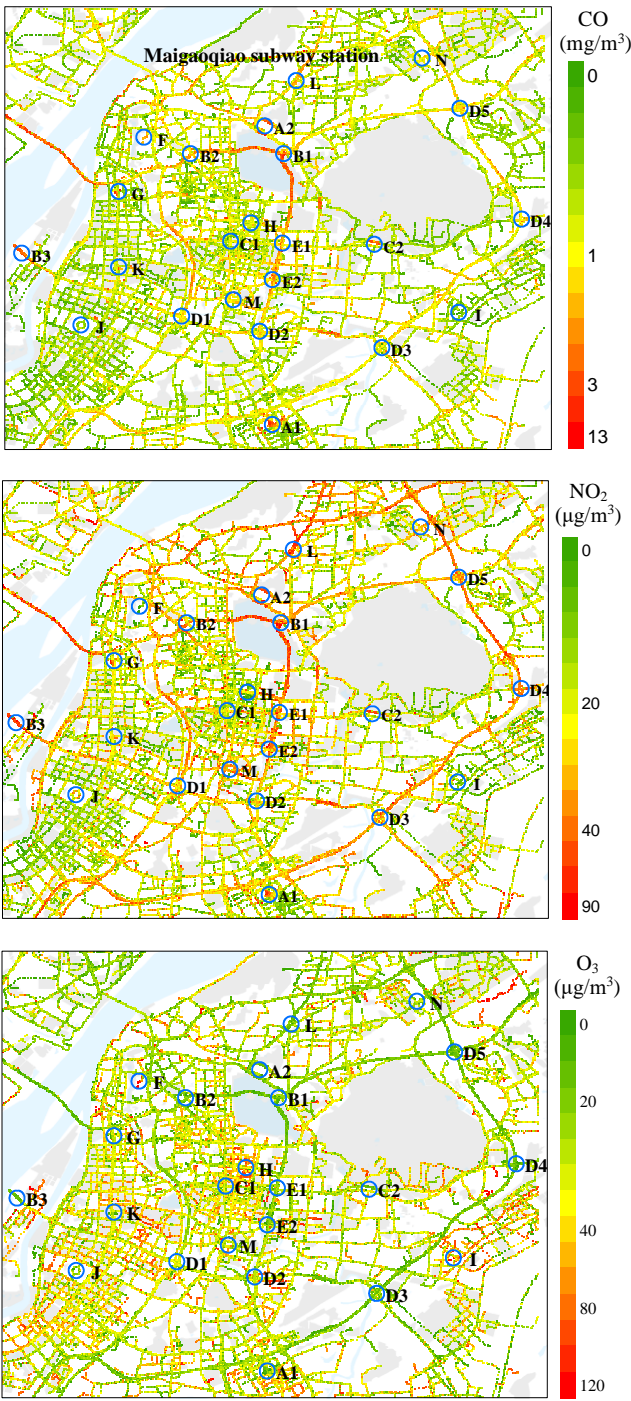 CO
(mg/m³)
Maigaoqiao subway station
N
L
D5
A2
F
B2
B1
G
H
D4
C1
E1
C2
B3
K
E2
M
I
J
D1
D2
D3
A1
0
1
3
13
NO₂
(μg/m³)
N
L
D5
A2
F
B2
B1
G
H
D4
C1
E1
C2
B3
K
E2
M
I
J
D1
D2
D3
A1
0
20
40
90
O₃
(μg/m³)
N
L
D5
A2
F
B2
B1
G
D4
H
C1
E1
C2
B3
K
E2
M
I
D1
J
D2
D3
A1
0
20
40
80
120